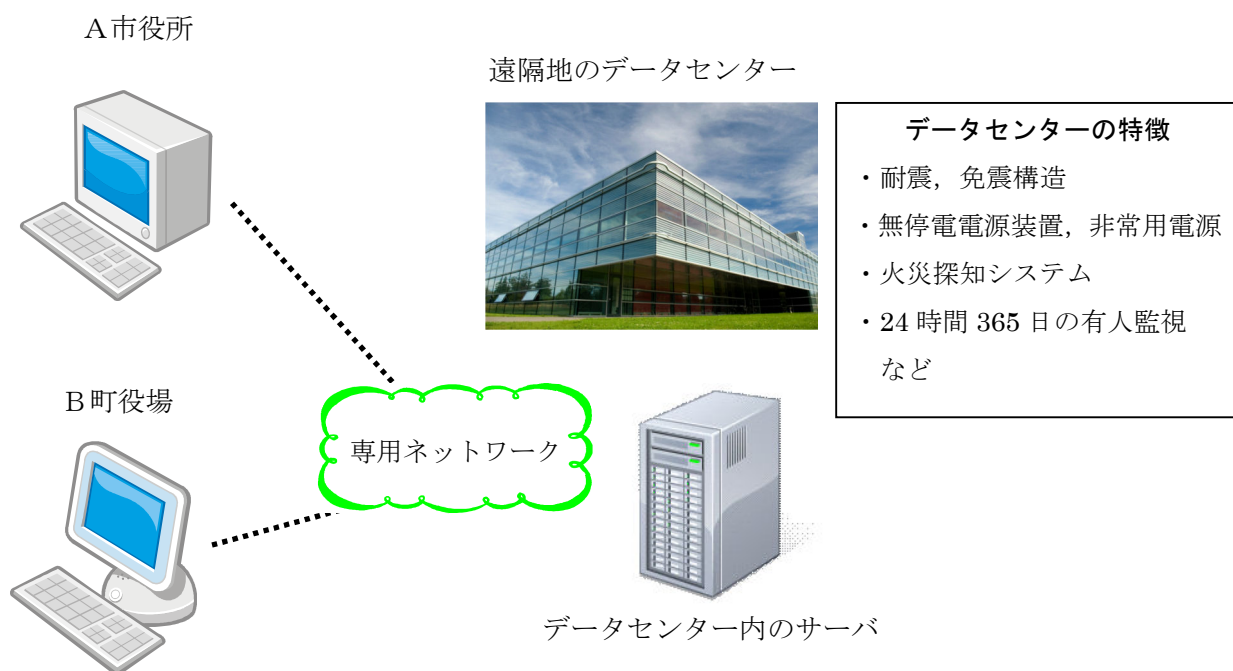 A市役所
遠隔地のデータセンター
データセンターの特徴
・耐震，免震構造
・無停電電源装置，非常用電源
・火災探知システム
・24 時間 365 日の有人監視
など
B町役場
専用ネットワーク
データセンター内のサーバ